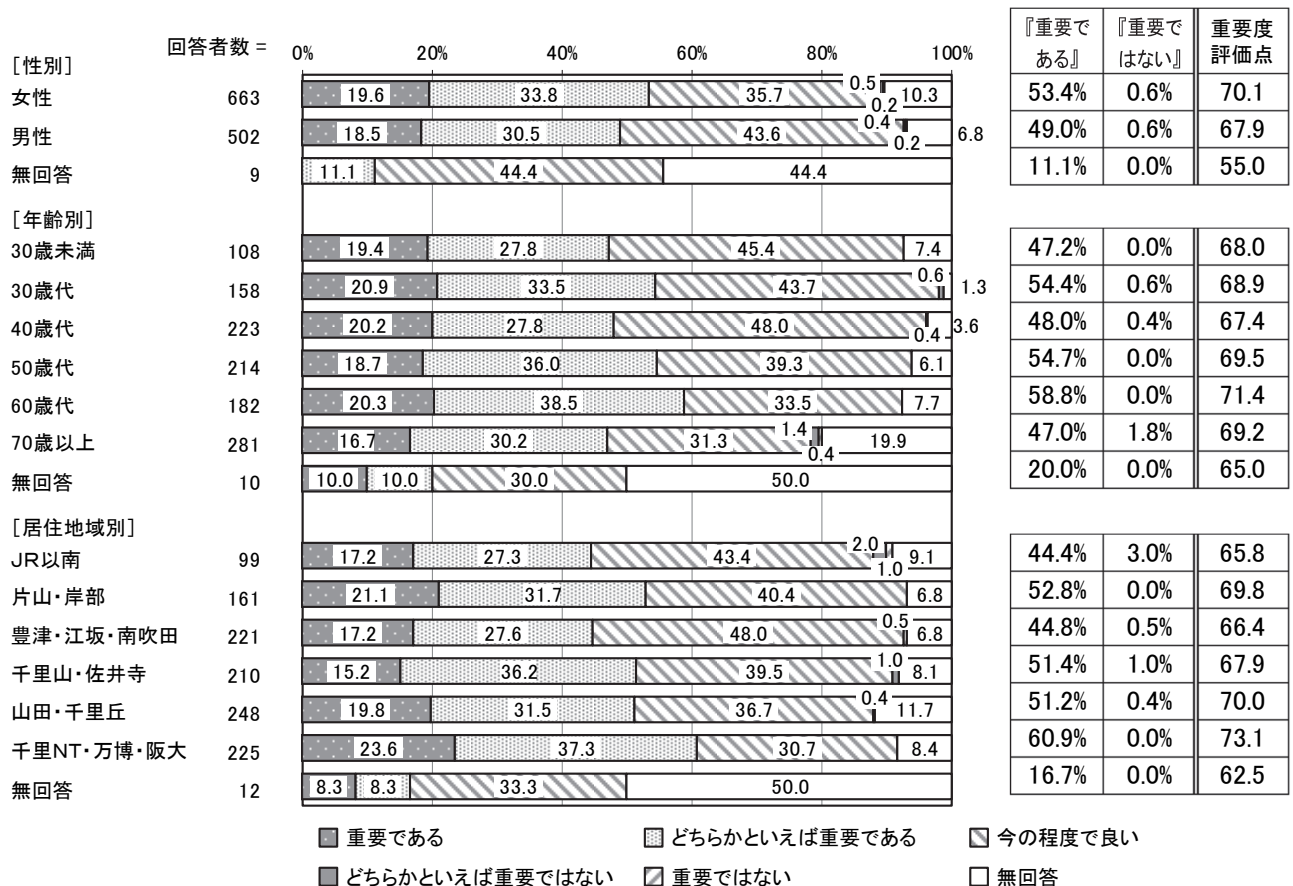 回答者数 = 0% 20% 40% 60% 80% 100% 『重要である』 『重要ではない』 重要度評価点
[性別]
女性 663 19.6 33.8 35.7 0.5 0.2 10.3 53.4% 0.6% 70.1
男性 502 18.5 30.5 43.6 0.4 0.2 6.8 49.0% 0.6% 67.9
無回答 9 11.1 44.4 44.4 11.1% 0.0% 55.0
[年齢別]
30歳未満 108 19.4 27.8 45.4 7.4 47.2% 0.0% 68.0
30歳代 158 20.9 33.5 43.7 0.6 1.3 54.4% 0.6% 68.9
40歳代 223 20.2 27.8 48.0 0.4 3.6 48.0% 0.4% 67.4
50歳代 214 18.7 36.0 39.3 6.1 54.7% 0.0% 69.5
60歳代 182 20.3 38.5 33.5 7.7 58.8% 0.0% 71.4
70歳以上 281 16.7 30.2 31.3 1.4 0.4 19.9 47.0% 1.8% 69.2
無回答 10 10.0 10.0 30.0 50.0 20.0% 0.0% 65.0
[居住地域別]
JR以南 99 17.2 27.3 43.4 2.0 1.0 9.1 44.4% 3.0% 65.8
片山・岸部 161 21.1 31.7 40.4 6.8 52.8% 0.0% 69.8
豊津・江坂・南吹田 221 17.2 27.6 48.0 0.5 6.8 44.8% 0.5% 66.4
千里山・佐井寺 210 15.2 36.2 39.5 1.0 8.1 51.4% 1.0% 67.9
山田・千里丘 248 19.8 31.5 36.7 0.4 11.7 51.2% 0.4% 70.0
千里NT・万博・阪大 225 23.6 37.3 30.7 8.4 60.9% 0.0% 73.1
無回答 12 8.3 8.3 33.3 50.0 16.7% 0.0% 62.5
重要である どちらかといえば重要である 今の程度で良い
どちらかといえば重要ではない 重要ではない 無回答